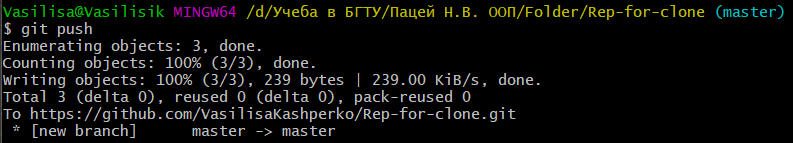 Vasilisa@Vasilisik MINGW64 /d/Учеба в БГТУ/Пацей Н.В. ООП/Folder/Rep-for-clone (master)
$ git push
Enumerating objects: 3, done.
Counting objects: 100% (3/3), done.
Writing objects: 100% (3/3), 239 bytes | 239.00 KiB/s, done.
Total 3 (delta 0), reused 0 (delta 0), pack-reused 0
To https://github.com/VasilisaKashperko/Rep-for-clone.git
 * [new branch]      master -> master